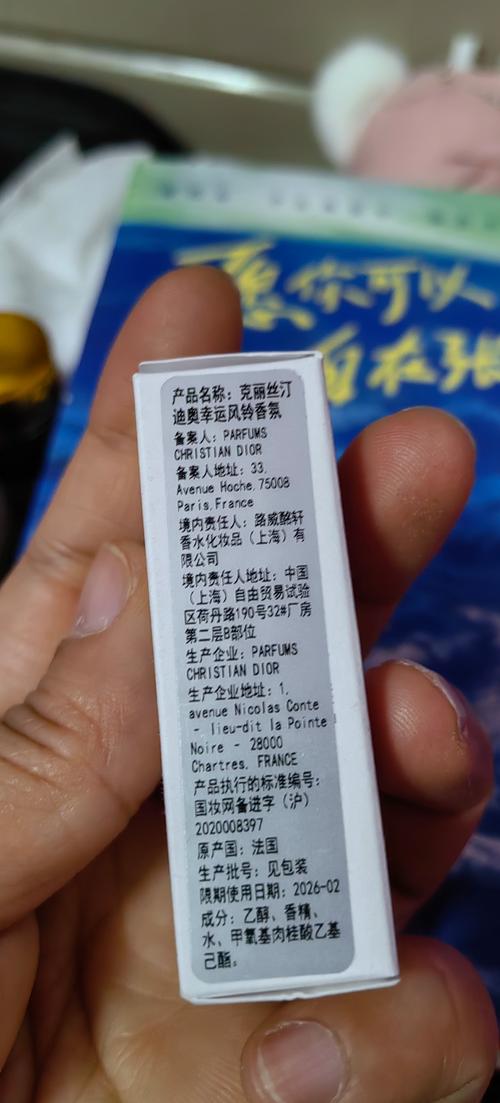 愿你可以
自在张
产品名称：克丽丝汀
迪奥幸运风铃香氛
备案人：PARFUMS
CHRISTIAN DIOR
备案人地址：33,
Avenue Hoche,75008
Paris,France
境内责任人：路威酩轩
香水化妆品（上海）有
限公司
境内责任人地址：中国
（上海）自由贸易试验
区荷丹路190号32#厂房
第二层B部位
生产企业：PARFUMS
CHRISTIAN DIOR
生产企业地址：1,
avenue Nicolas Conte
- lieu-dit la Pointe
Noire - 28000
Chartres, FRANCE
产品执行的标准编号：
国妆网备进字（沪）
2020008397
原产国：法国
生产批号：见包装
限期使用日期：2026-02
成分：乙醇、香精、
水、甲氧基肉桂酸乙基
己酯。